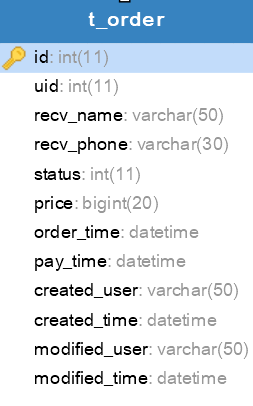 t_order
id: int(11)
uid: int(11)
recv_name: varchar(50)
recv_phone: varchar(30)
status: int(11)
price: bigint(20)
order_time: datetime
pay_time: datetime
created_user: varchar(50)
created_time: datetime
modified_user: varchar(50)
modified_time: datetime